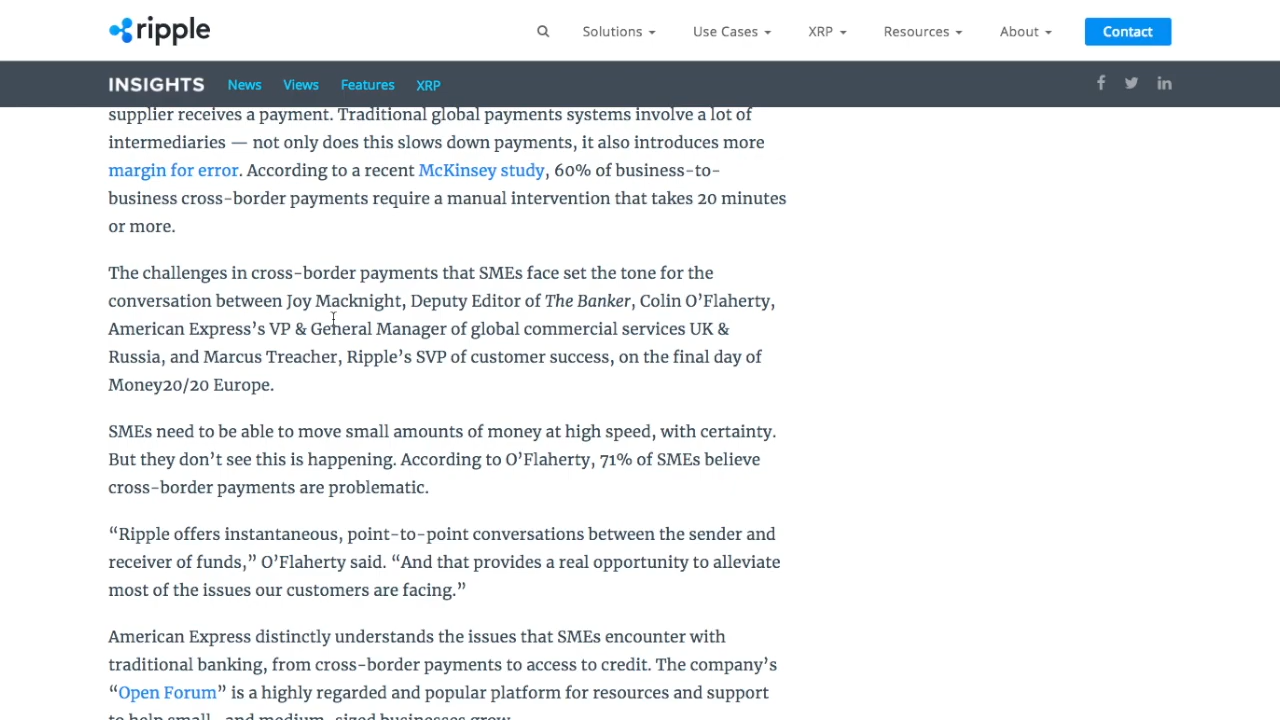 ripple
Solutions
Use Cases
XRP
Resources
About
Contact
INSIGHTS
News
Views
Features
XRP
supplier receives a payment. Traditional global payments systems involve a lot of
intermediaries — not only does this slows down payments, it also introduces more
margin for error. According to a recent McKinsey study, 60% of business-to-
business cross-border payments require a manual intervention that takes 20 minutes
or more.
The challenges in cross-border payments that SMEs face set the tone for the
conversation between Joy Macknight, Deputy Editor of The Banker, Colin O’Flaherty,
American Express’s VP & General Manager of global commercial services UK &
Russia, and Marcus Treacher, Ripple’s SVP of customer success, on the final day of
Money20/20 Europe.
SMEs need to be able to move small amounts of money at high speed, with certainty.
But they don’t see this is happening. According to O’Flaherty, 71% of SMEs believe
cross-border payments are problematic.
“Ripple offers instantaneous, point-to-point conversations between the sender and
receiver of funds,” O’Flaherty said. “And that provides a real opportunity to alleviate
most of the issues our customers are facing.”
American Express distinctly understands the issues that SMEs encounter with
traditional banking, from cross-border payments to access to credit. The company’s
“Open Forum” is a highly regarded and popular platform for resources and support
to help small- and medium-sized businesses grow.